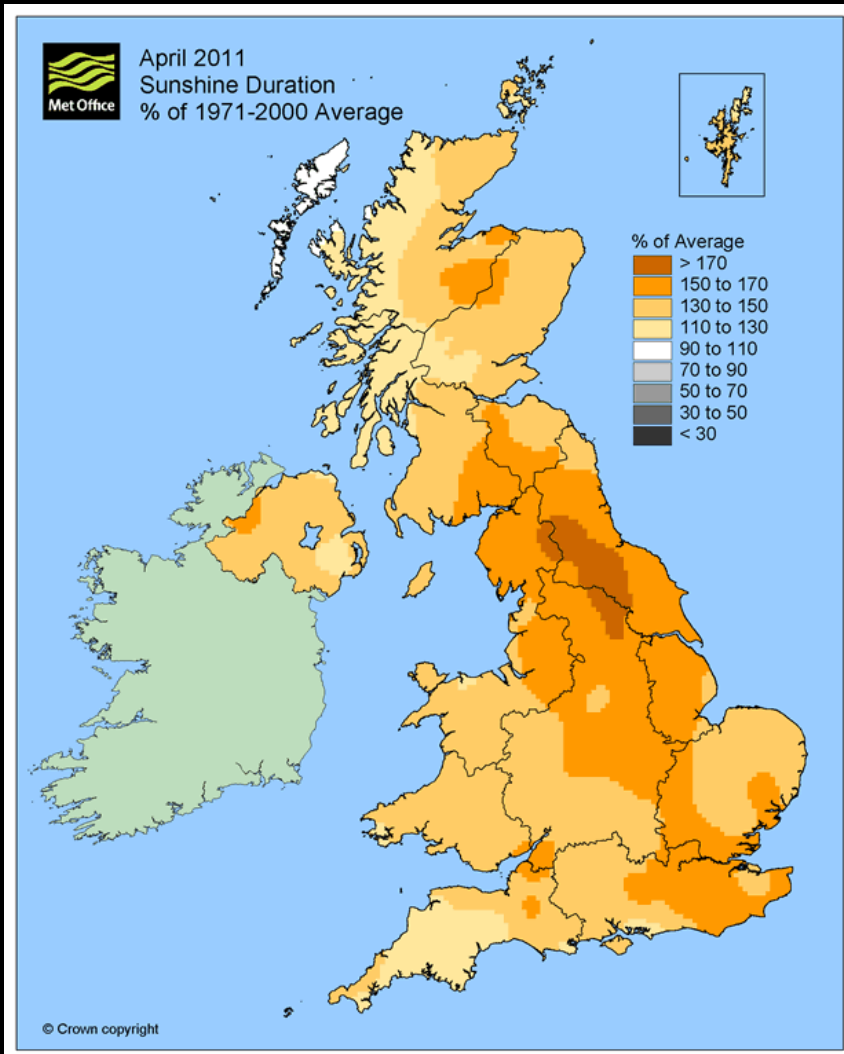 Met Office
April 2011
Sunshine Duration
% of 1971-2000 Average
% of Average
> 170
150 to 170
130 to 150
110 to 130
90 to 110
70 to 90
50 to 70
30 to 50
< 30
© Crown copyright